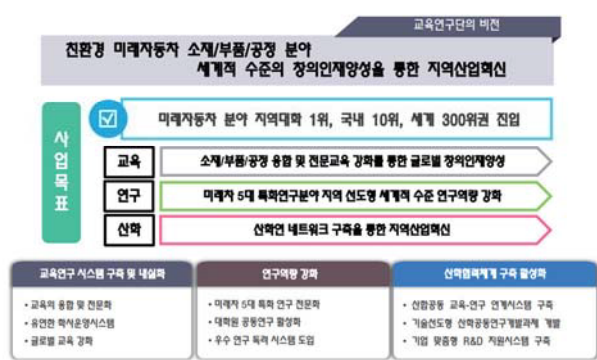 교육연구단의 비전
친환경 미래자동차 소재/부품/공정 분야
세계적 수준의 창의인재양성을 통한 지역산업혁신
사업목표
미래자동차 분야 지역대학 1위, 국내 10위, 세계 300위권 진입
교육
소재/부품/공정 융합 및 전문교육 강화를 통한 글로벌 창의인재양성
연구
미래차 5대 특화연구분야 지역 선도형 세계적 수준 연구역량 강화
산학
산학연 네트워크 구축을 통한 지역산업혁신
교육연구 시스템 구축 및 내실화
• 교육의 융합 및 전문화
• 유연한 학사운영시스템
• 글로벌 교육 강화
연구역량 강화
• 미래차 5대 특화 연구 전문화
• 대학원 공동연구 활성화
• 우수 연구 독려 시스템 도입
산학협력체계 구축 활성화
• 산합공동 교육-연구 연계시스템 구축
• 기술선도형 산학공동연구개발과제 개발
• 기업 맞춤형 R&D 지원시스템 구축